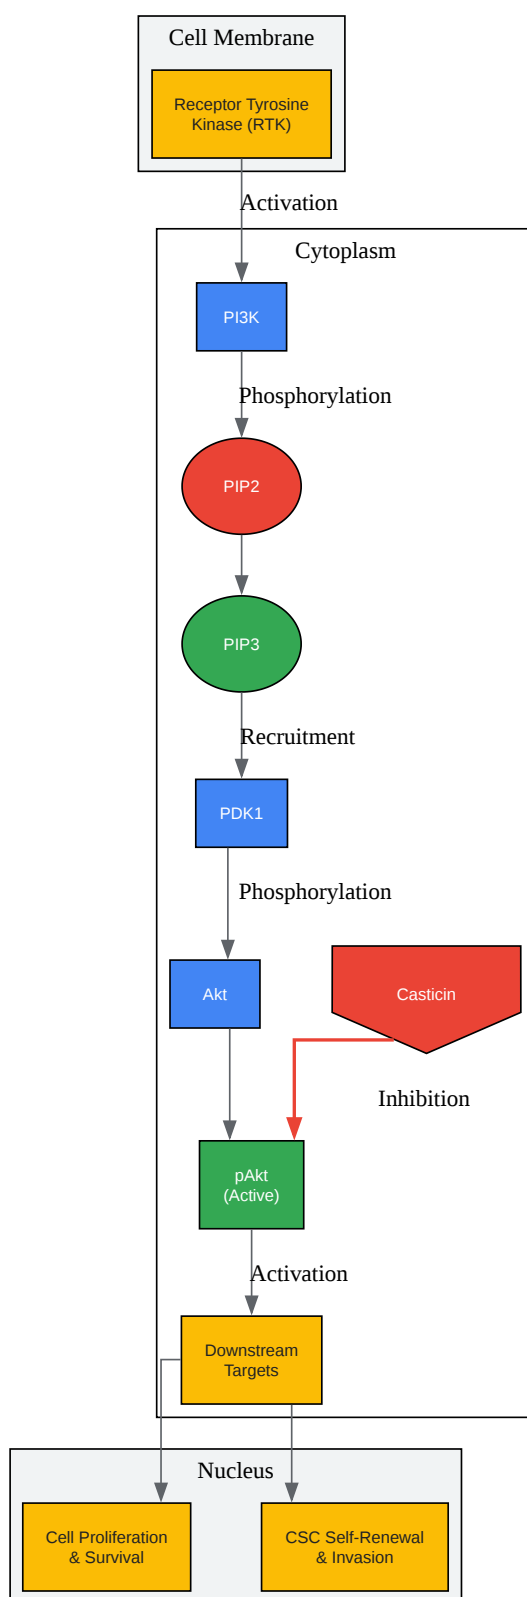 Cell Membrane
Receptor Tyrosine
Kinase (RTK)
Activation
Cytoplasm
PI3K
Phosphorylation
PIP2
PIP3
Recruitment
PDK1
Phosphorylation
Akt
Casticin
Inhibition
pAkt
(Active)
Activation
Downstream
Targets
Nucleus
Cell Proliferation
& Survival
CSC Self-Renewal
& Invasion